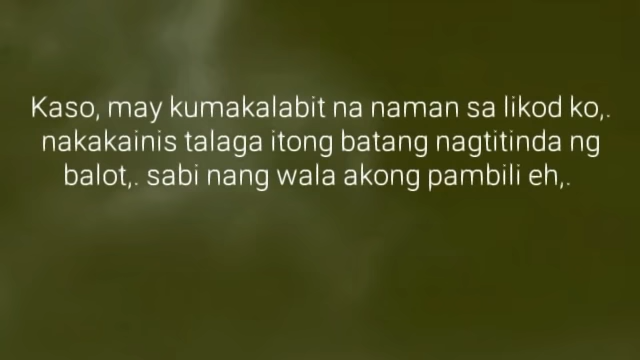 Kaso, may kumakalabit na naman sa likod ko,.
nakakainis talaga itong batang nagtitinda ng
balot,. sabi nang wala akong pambili eh,.